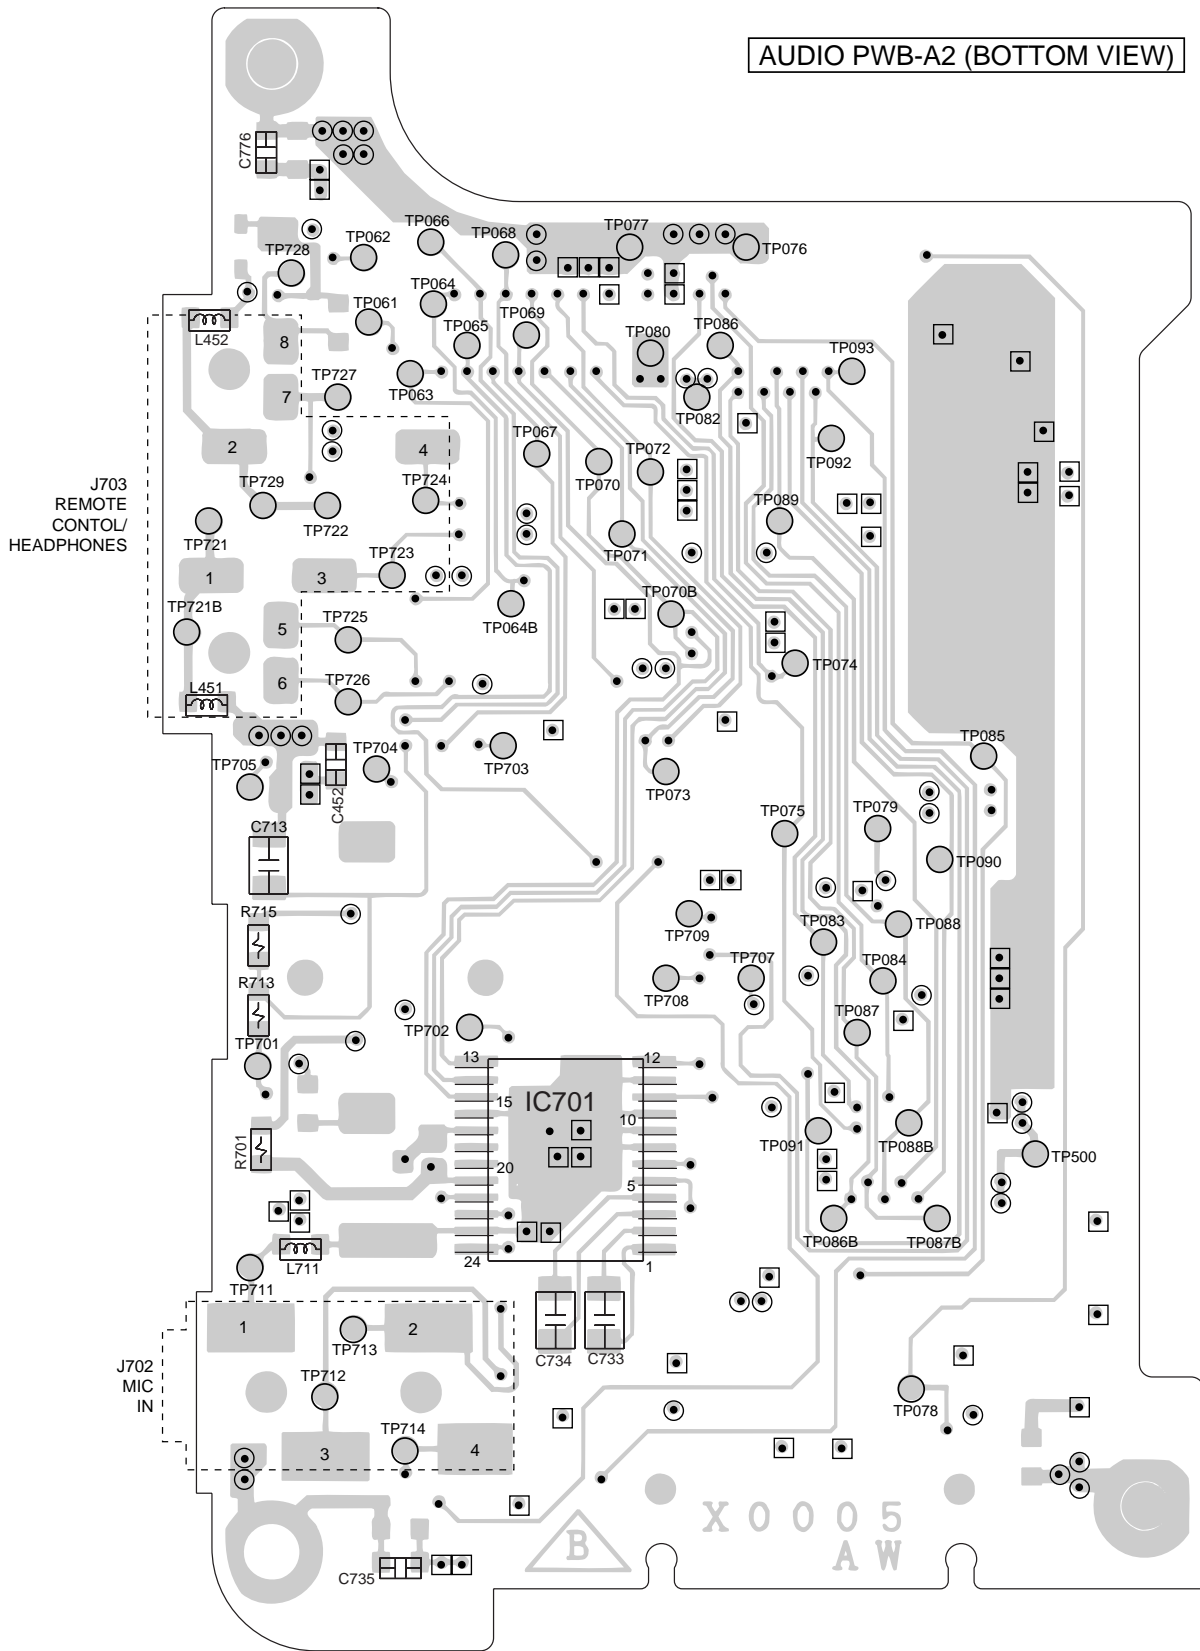 AUDIO PWB-A2 (BOTTOM VIEW)
C776
TP066
TP062
TP068
TP077
TP076
TP728
TP064
TP061
TP069
TP065
TP080
TP086
L452
8
TP093
TP727
TP063
7
TP082
2
4
TP067
TP072
TP092
TP070
J703
REMOTE
CONTOL/
HEADPHONES
TP729
TP724
TP089
TP722
TP721
TP071
TP723
1
3
TP721B
TP070B
TP725
TP064B
5
TP074
6
TP726
L451
TP704
TP703
TP705
TP085
C452
TP073
C713
TP075
TP079
TP090
R715
TP709
TP083
TP088
TP707
TP084
R713
TP708
TP702
TP087
TP701
13
12
15
IC701
10
R701
TP091
TP088B
TP500
20
5
TP086B
TP087B
24
1
L711
TP711
1
2
TP713
C734
C733
J702
MIC
IN
TP712
TP078
TP714
3
4
X0005
AW
B
C735